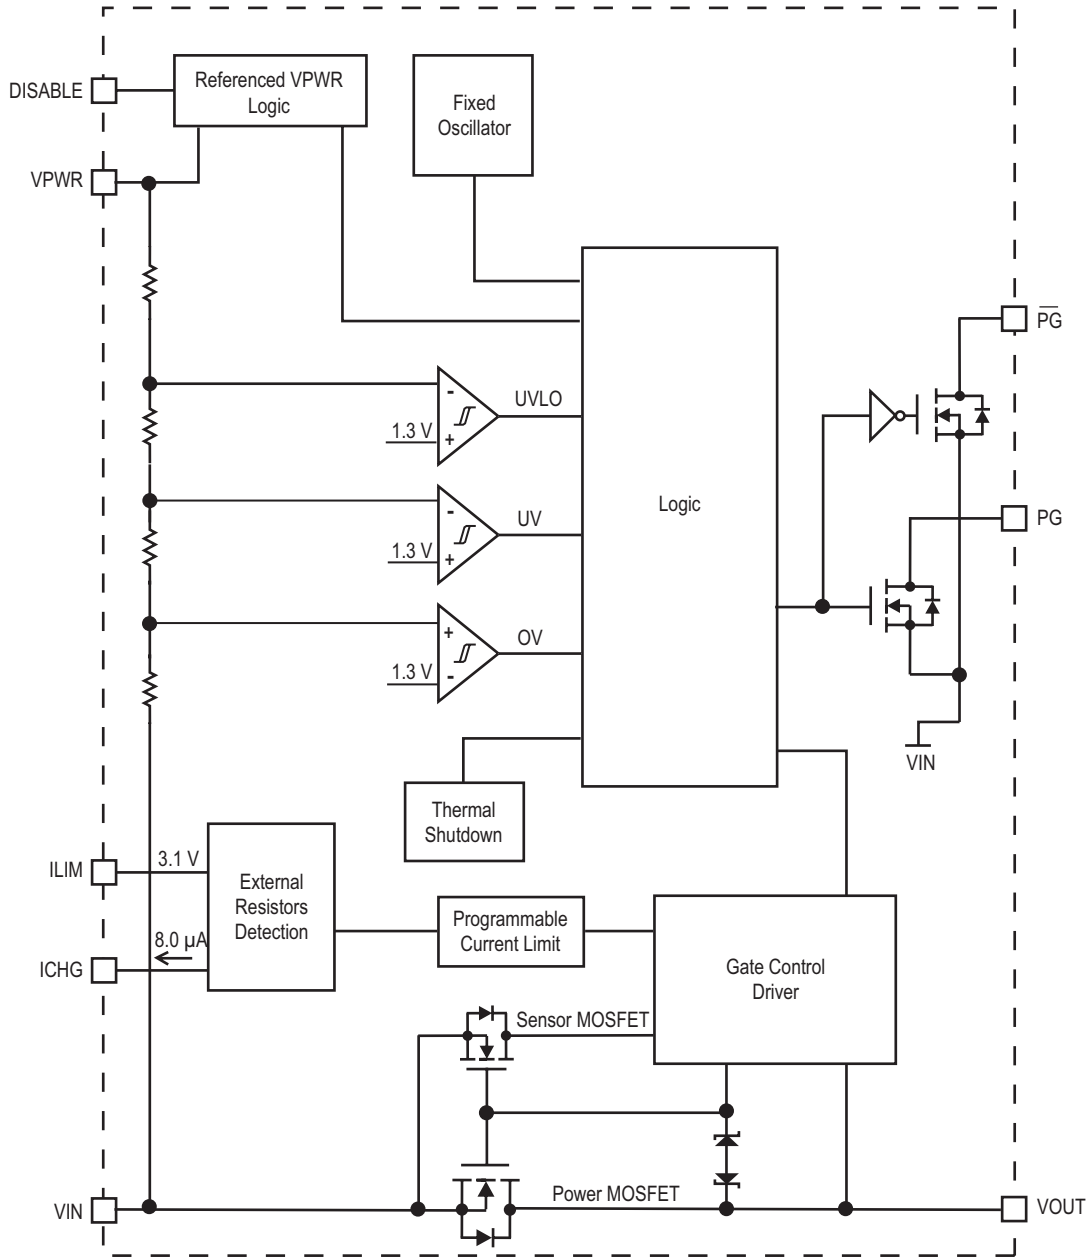 DISABLE
Referenced VPWR
Logic
Fixed
Oscillator
VPWR
PG
UVLO
-
1.3 V
+
UV
-
1.3 V
+
Logic
PG
OV
+
1.3 V
-
VIN
Thermal
Shutdown
ILIM
3.1 V
External
Resistors
Detection
Programmable
Current Limit
8.0 µA
ICHG
Gate Control
Driver
Sensor MOSFET
Power MOSFET
VIN
VOUT